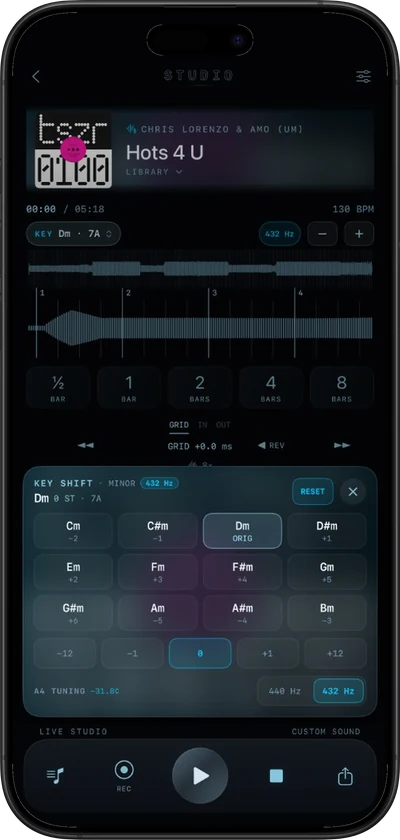 STUDIO
tszr
0100
CHRIS LORENZO & AMO (UM)
Hots 4 U
LIBRARY
00:00 / 05:18 130 BPM
KEY Dm · 7A 432 Hz − +
1 2 3 4
½ 1 2 4 8
BAR BAR BARS BARS BARS
GRID IN OUT
◀◀ GRID +0.0 ms ◀ REV ▶▶
KEY SHIFT · MINOR 432 Hz
Dm 0 ST · 7A RESET ×
Cm C#m Dm D#m
−2 −1 ORIG +1
Em Fm F#m Gm
+2 +3 +4 +5
G#m Am A#m Bm
+6 −5 −4 −3
−12 −1 0 +1 +12
A4 TUNING −31.8¢ 440 Hz 432 Hz
LIVE STUDIO CUSTOM SOUND
REC